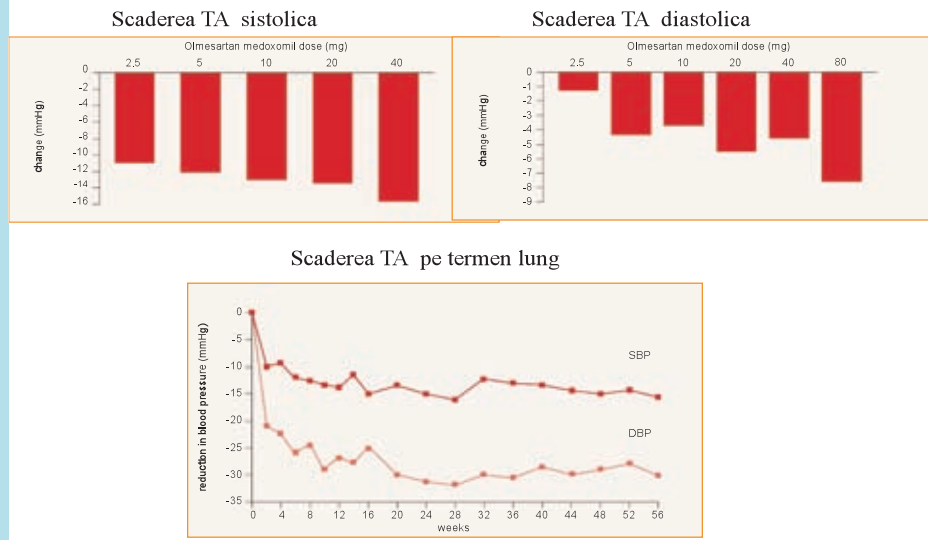 Scaderea TA sistolica
Olmesartan medoxomil dose (mg)
2.5 5 10 20 40
0
-2
-4
-6
-8
-10
-12
-14
-16
change (mmHg)
Scaderea TA diastolica
Olmesartan medoxomil dose (mg)
2.5 5 10 20 40 80
0
-1
-2
-3
-4
-5
-6
-7
-8
-9
change (mmHg)
Scaderea TA pe termen lung
reduction in blood pressure (mmHg)
0
-5
-10
-15
-20
-25
-30
-35
SBP
DBP
0 4 8 12 16 20 24 28 32 36 40 44 48 52 56
weeks